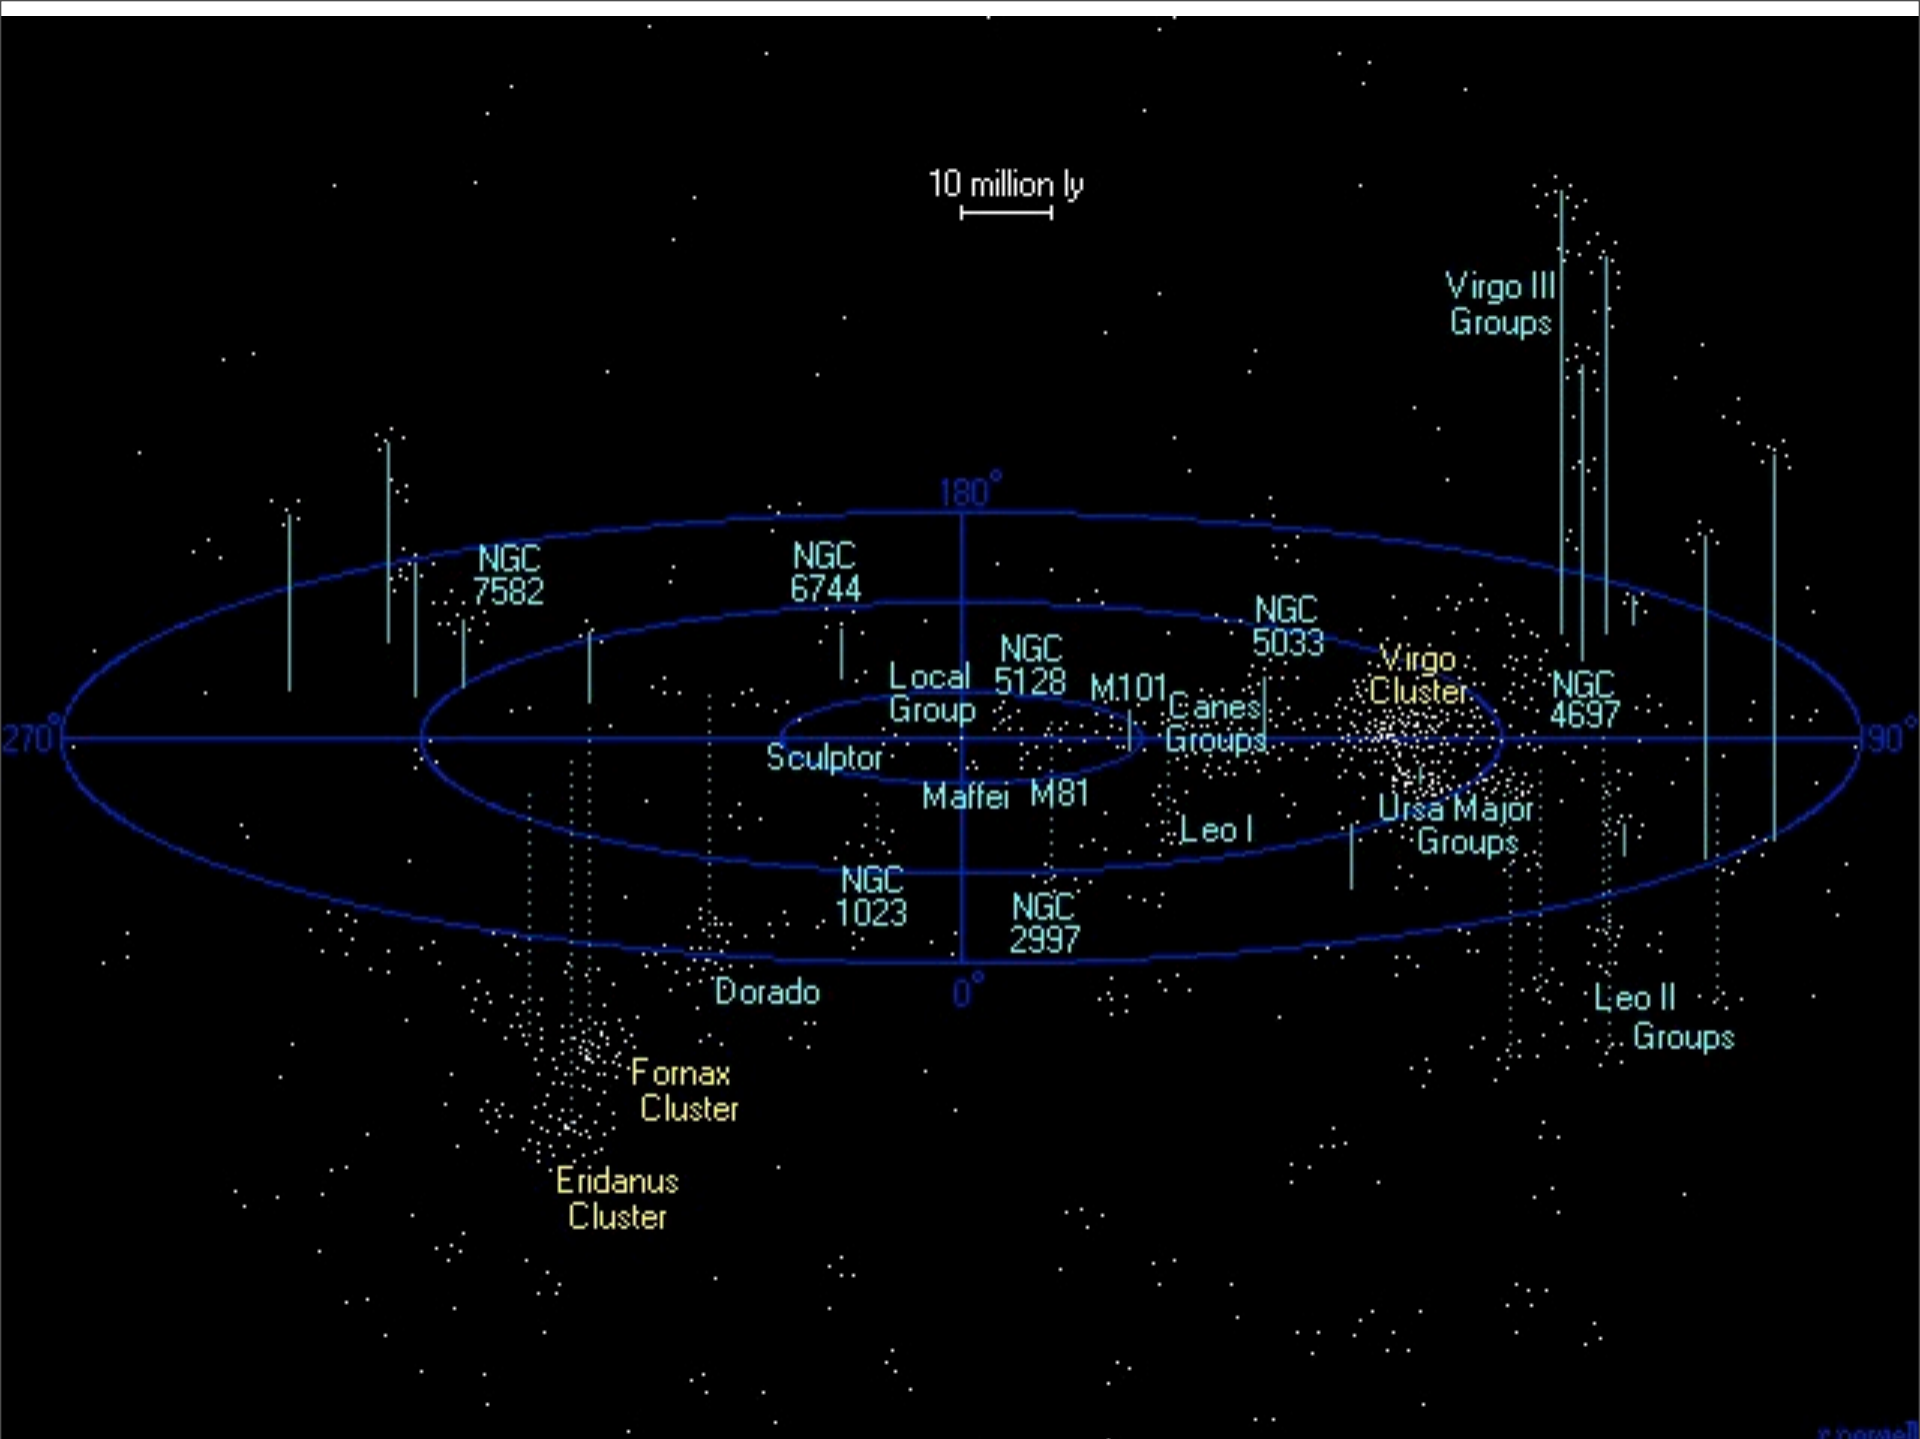 10 million ly
Virgo III
Groups
180°
NGC
7582
NGC
6744
NGC
5033
NGC
5128
Local
Group
M101
Canes
Groups
Virgo
Cluster
NGC
4697
270°
90°
Sculptor
Maffei
M81
Leo I
Ursa Major
Groups
NGC
1023
NGC
2997
Dorado
0°
Leo II
Groups
Fornax
Cluster
Eridanus
Cluster